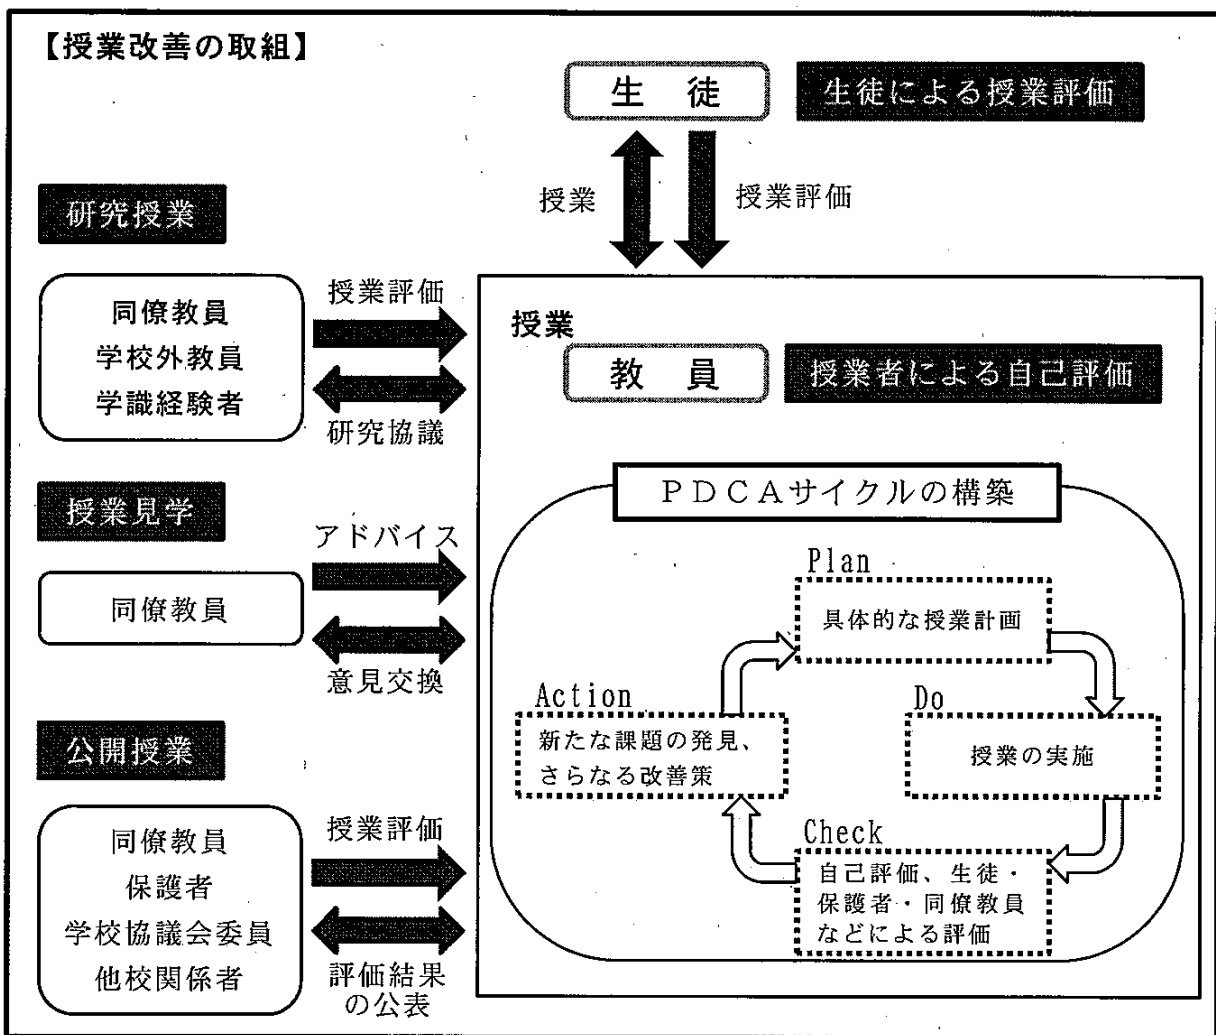 【授業改善の取組】
生 徒
生徒による授業評価
授業
授業評価
研究授業
同僚教員
学校外教員
学識経験者
授業評価
研究協議
授業見学
同僚教員
アドバイス
意見交換
公開授業
同僚教員
保護者
学校協議会委員
他校関係者
授業評価
評価結果
の公表
授業
教 員
授業者による自己評価
PDCAサイクルの構築
Plan
具体的な授業計画
Do
授業の実施
Check
自己評価、生徒・
保護者・同僚教員
などによる評価
Action
新たな課題の発見、
さらなる改善策